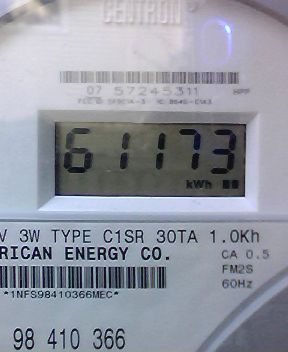 CENTRON
07 57245311
61173
kWh
V 3W TYPE C1SR 30TA 1.0Kh
RICAN ENERGY CO. CA 0.5
FM2S
*1NFS98410366MEC* 60Hz
98 410 366